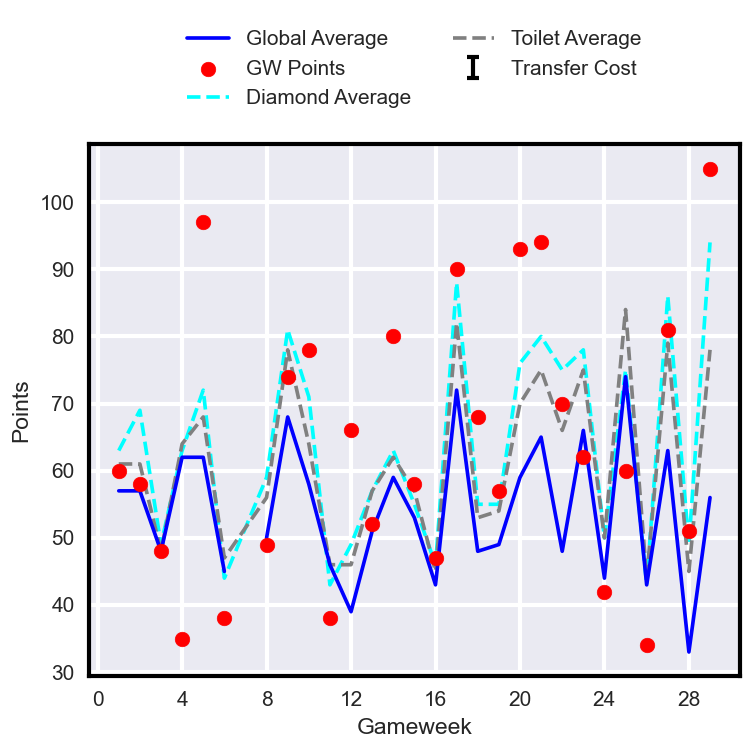 Global Average
GW Points
Diamond Average
Toilet Average
Transfer Cost
100
90
80
70
60
50
40
30
Points
0 4 8 12 16 20 24 28
Gameweek